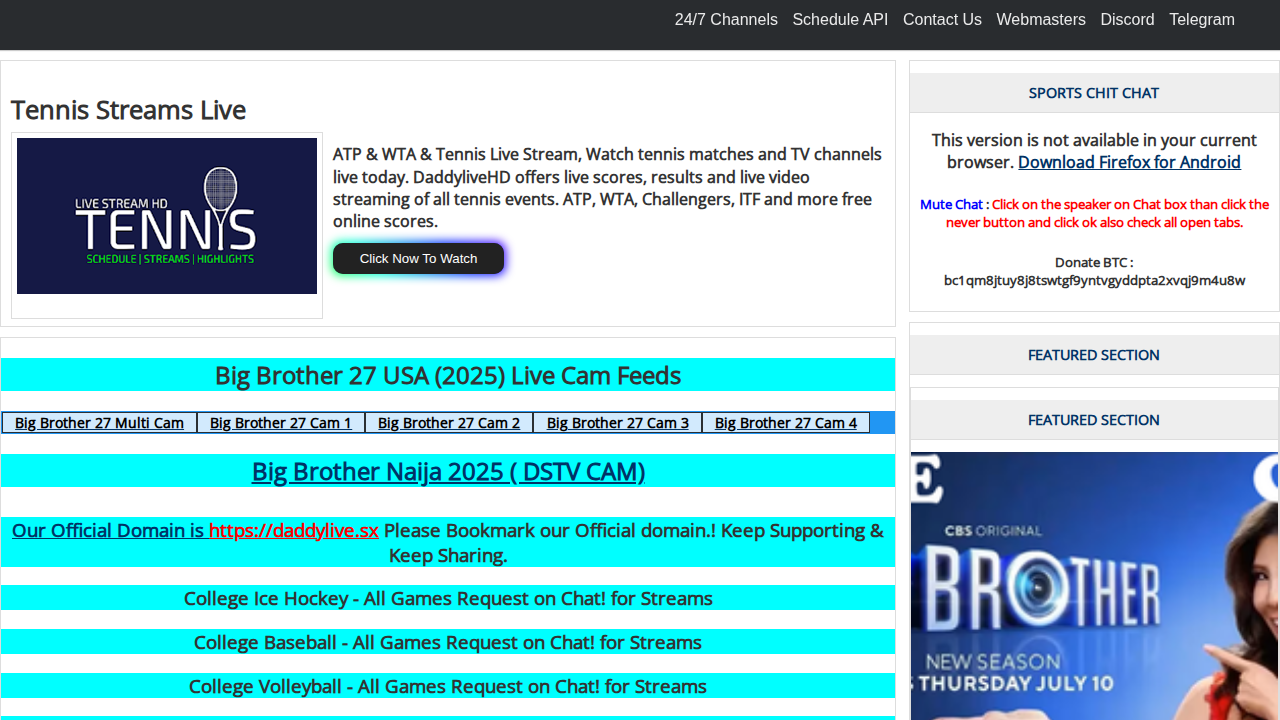 24/7 Channels Schedule API Contact Us Webmasters Discord Telegram
Tennis Streams Live
LIVE STREAM HD
TENNIS
SCHEDULE | STREAMS | HIGHLIGHTS
ATP & WTA & Tennis Live Stream, Watch tennis matches and TV channels
live today. DaddyliveHD offers live scores, results and live video
streaming of all tennis events. ATP, WTA, Challengers, ITF and more free
online scores.
Click Now To Watch
Big Brother 27 USA (2025) Live Cam Feeds
Big Brother 27 Multi Cam Big Brother 27 Cam 1 Big Brother 27 Cam 2 Big Brother 27 Cam 3 Big Brother 27 Cam 4
Big Brother Naija 2025 ( DSTV CAM)
Our Official Domain is https://daddylive.sx Please Bookmark our Official domain.! Keep Supporting &
Keep Sharing.
College Ice Hockey - All Games Request on Chat! for Streams
College Baseball - All Games Request on Chat! for Streams
College Volleyball - All Games Request on Chat! for Streams
SPORTS CHIT CHAT
This version is not available in your current
browser. Download Firefox for Android
Mute Chat : Click on the speaker on Chat box than click the
never button and click ok also check all open tabs.
Donate BTC :
bc1qm8jtuy8j8tswtgf9yntvgyddpta2xvqj9m4u8w
FEATURED SECTION
FEATURED SECTION
CBS ORIGINAL
BROTHER
NEW SEASON
THURSDAY JULY 10